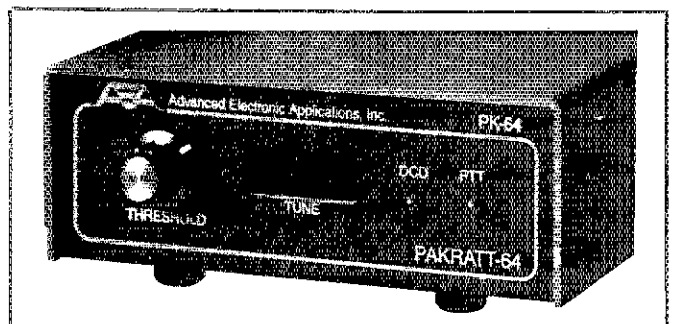 Advanced Electronic Applications, Inc.
PK-64
DCD PTT
THRESHOLD
TUNE
PAKRATT-64